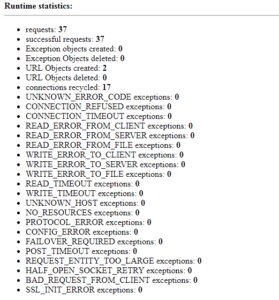 Runtime statistics:
requests: 37
successful requests: 37
Exception objects created: 0
Exception Objects deleted: 0
URL Objects created: 2
URL Objects deleted: 0
connections recycled: 17
UNKNOWN_ERROR_CODE exceptions: 0
CONNECTION_REFUSED exceptions: 0
CONNECTION_TIMEOUT exceptions: 0
READ_ERROR_FROM_CLIENT exceptions: 0
READ_ERROR_FROM_SERVER exceptions: 0
READ_ERROR_FROM_FILE exceptions: 0
WRITE_ERROR_TO_CLIENT exceptions: 0
WRITE_ERROR_TO_SERVER exceptions: 0
WRITE_ERROR_TO_FILE exceptions: 0
READ_TIMEOUT exceptions: 0
WRITE_TIMEOUT exceptions: 0
UNKNOWN_HOST exceptions: 0
NO_RESOURCES exceptions: 0
PROTOCOL_ERROR exceptions: 0
CONFIG_ERROR exceptions: 0
FAILOVER_REQUIRED exceptions: 0
POST_TIMEOUT exceptions: 0
REQUEST_ENTITY_TOO_LARGE exceptions: 0
HALF_OPEN_SOCKET_RETRY exceptions: 0
BAD_REQUEST_FROM_CLIENT exceptions: 0
SSL_INIT_ERROR exceptions: 0